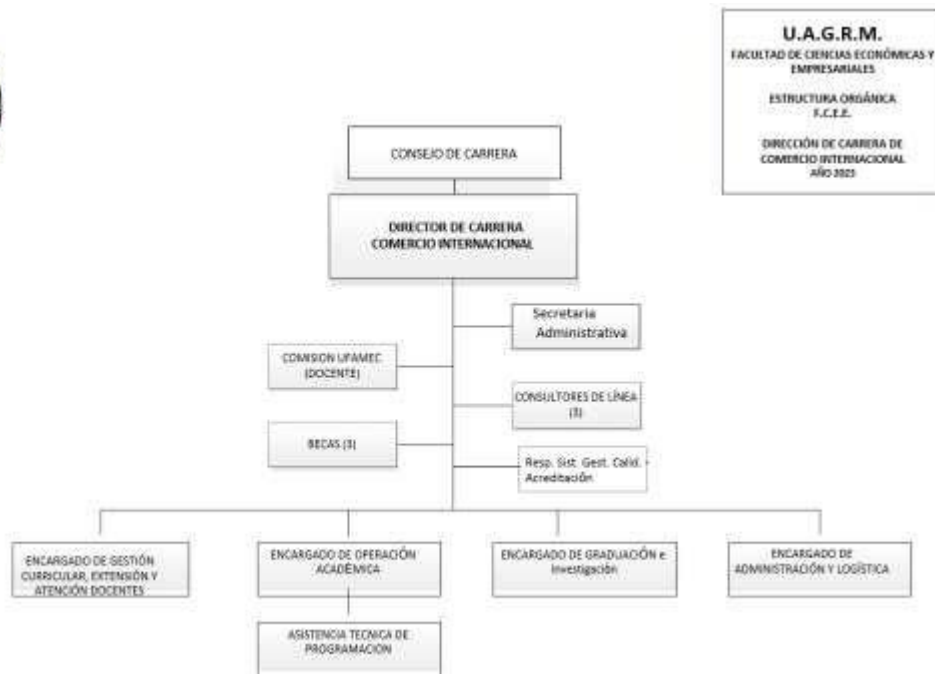 U.A.G.R.M.
FACULTAD DE CIENCIAS ECONÓMICAS Y
EMPRESARIALES
ESTRUCTURA ORGÁNICA
F.C.E.E.
DIRECCIÓN DE CARRERA DE
COMERCIO INTERNACIONAL
AÑO 2023
CONSEJO DE CARRERA
DIRECTOR DE CARRERA
COMERCIO INTERNACIONAL
Secretaria
Administrativa
COMISION UFAMEC
(DOCENTE)
CONSULTORES DE LÍNEA
(3)
BECAS (3)
Resp. Sist. Gest. Calid. -
Acreditación
ENCARGADO DE GESTIÓN
CURRICULAR, EXTENSIÓN Y
ATENCIÓN DOCENTES
ENCARGADO DE OPERACIÓN
ACADÉMICA
ENCARGADO DE GRADUACIÓN e
Investigación
ENCARGADO DE
ADMINISTRACIÓN Y LOGÍSTICA
ASISTENCIA TECNICA DE
PROGRAMACION